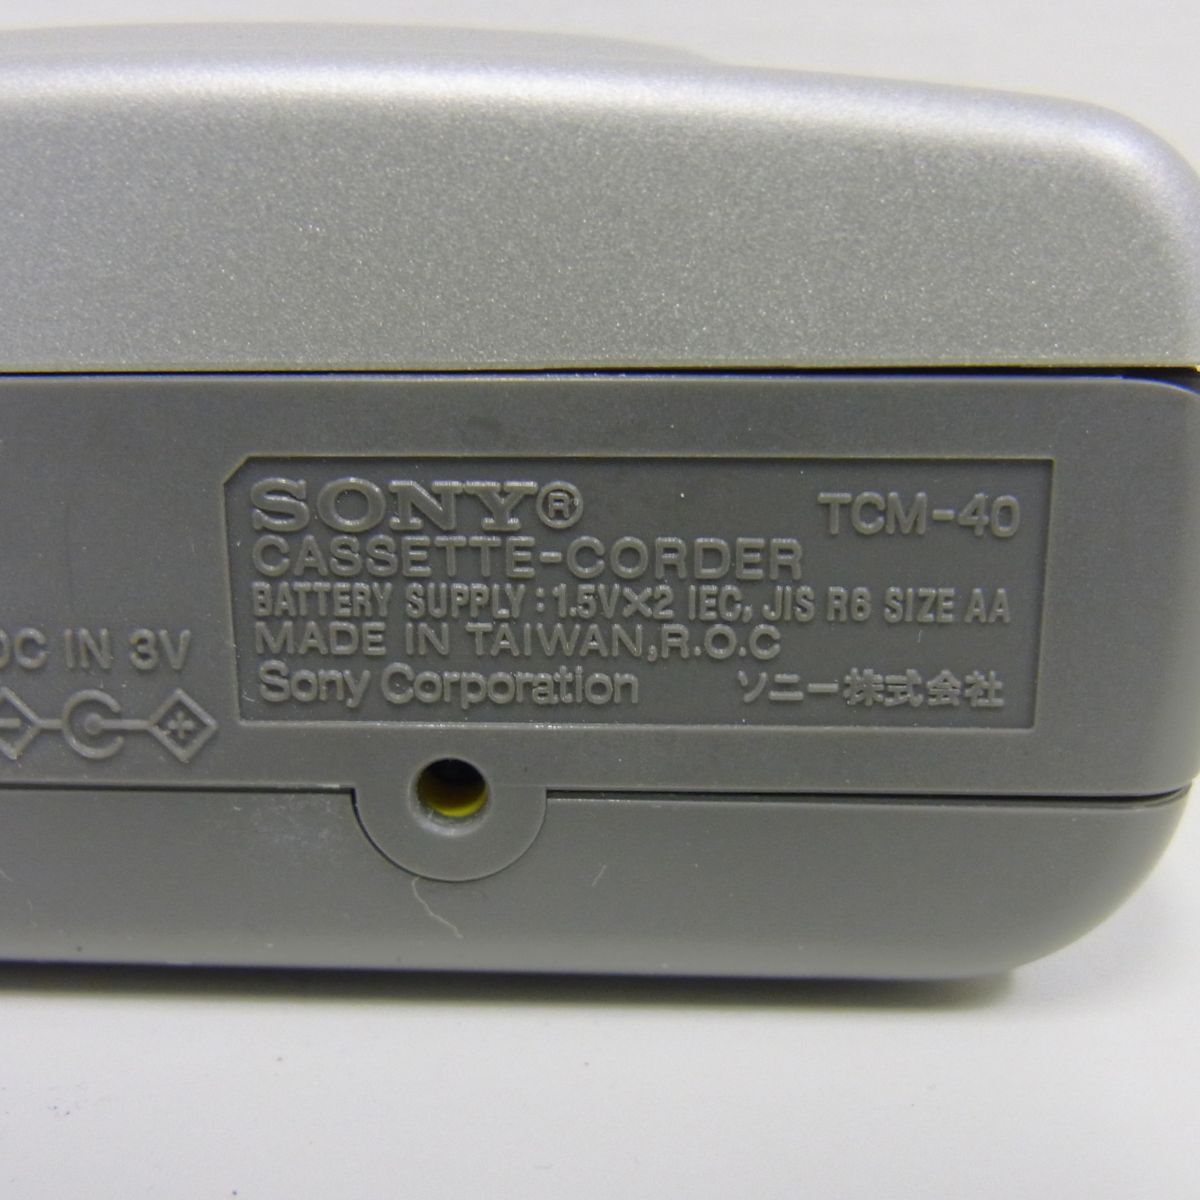 SONY® TCM-40
CASSETTE-CORDER
BATTERY SUPPLY : 1.5V×2 IEC, JIS R6 SIZE AA
MADE IN TAIWAN,R.O.C
Sony Corporation ソニー株式会社
DC IN 3V